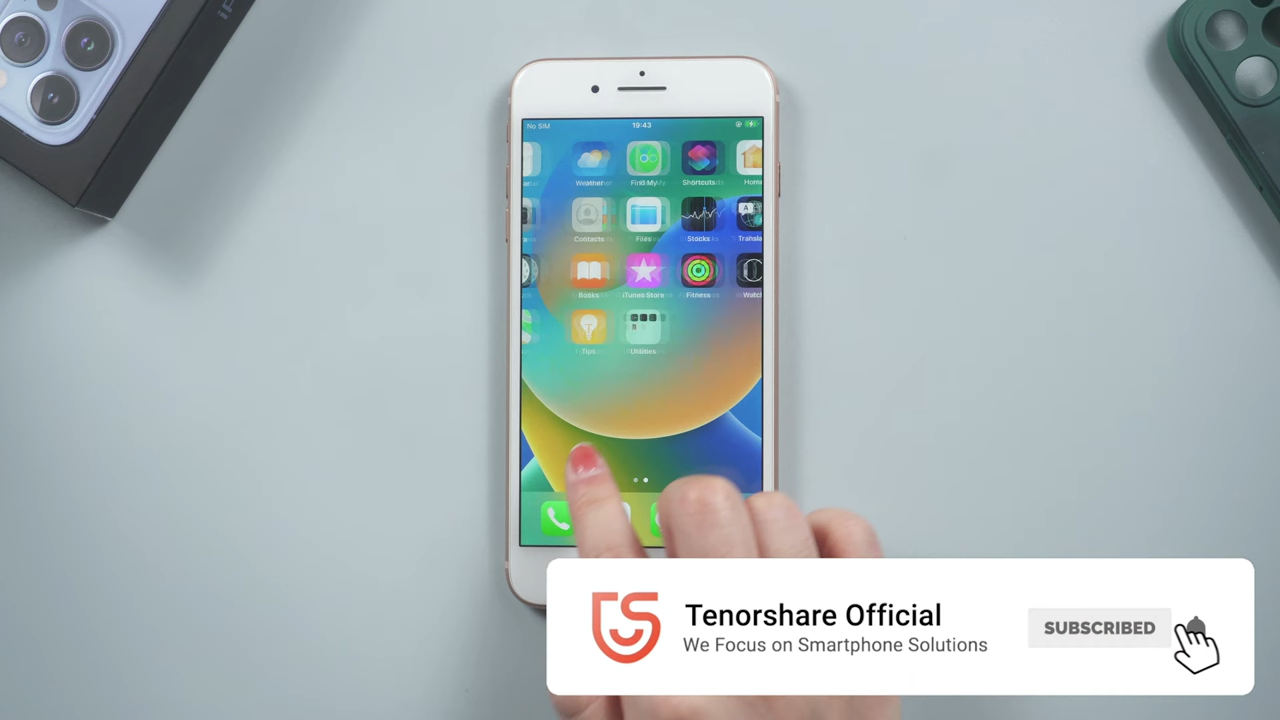 No SIM
19:43
Weather
Find My
Shortcuts
Home
Contacts
Files
Stocks
Books
iTunes Store
Fitness
Tips
Utilities
Tenorshare Official
We Focus on Smartphone Solutions
SUBSCRIBED